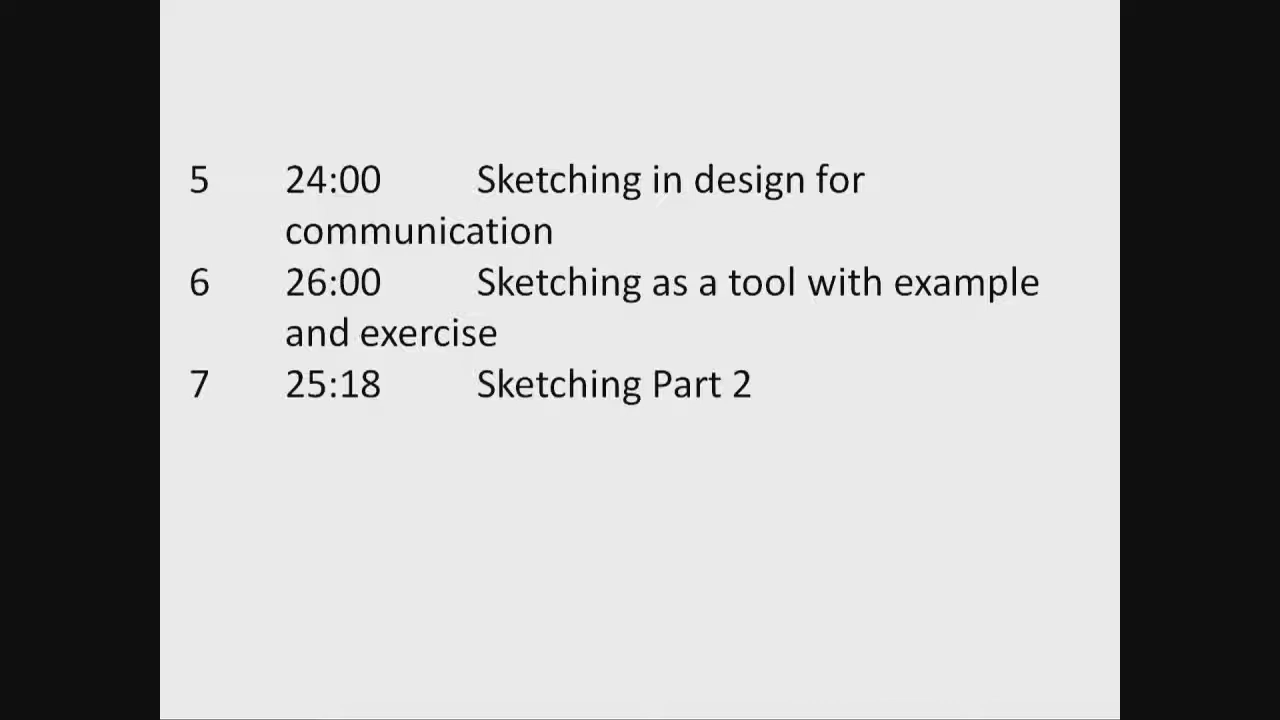 5 24:00 Sketching in design for
communication
6 26:00 Sketching as a tool with example
and exercise
7 25:18 Sketching Part 2